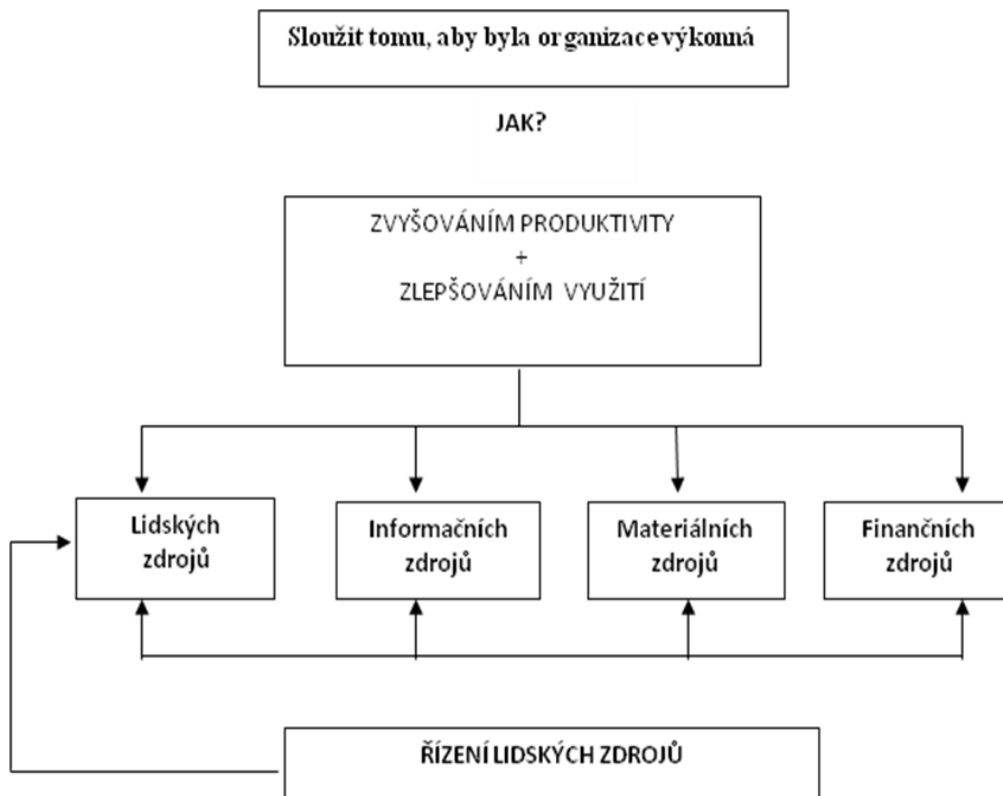 Sloužit tomu, aby byla organizace výkonná
JAK?
ZVYŠOVÁNÍM PRODUKTIVITY
+
ZLEPŠOVÁNÍM VYUŽITÍ
Lidských
zdrojů
Informačních
zdrojů
Materiálních
zdrojů
Finančních
zdrojů
ŘÍZENÍ LIDSKÝCH ZDROJŮ